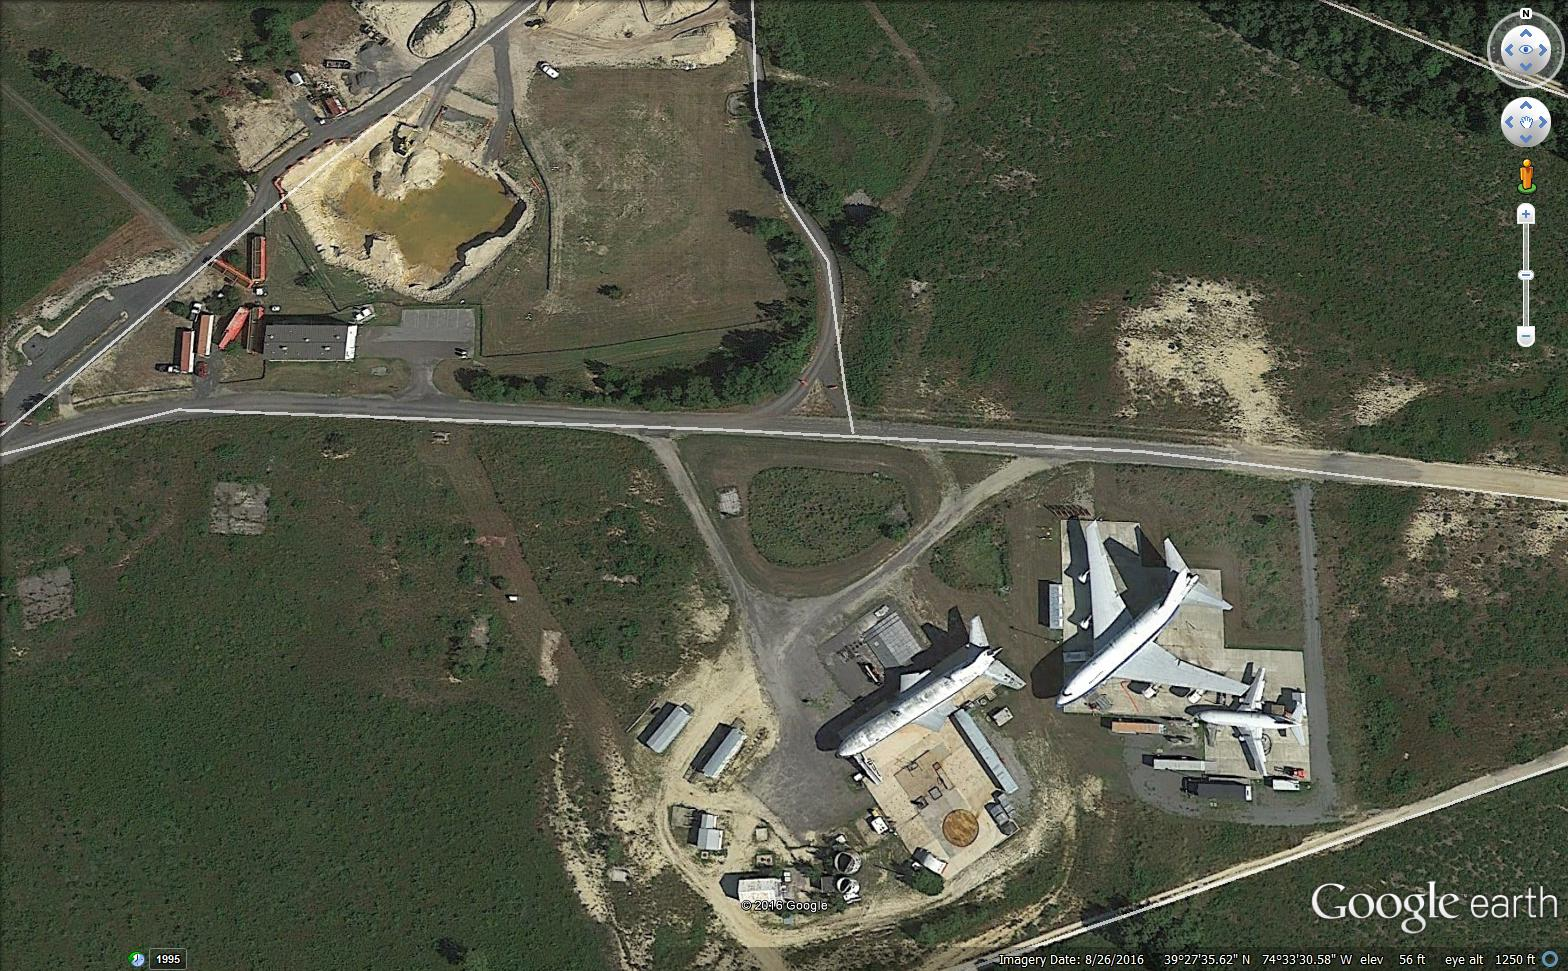 N
Google earth
© 2016 Google
1995
Imagery Date: 8/26/2016 39°27'35.62" N 74°33'30.58" W elev 56 ft eye alt 1250 ft